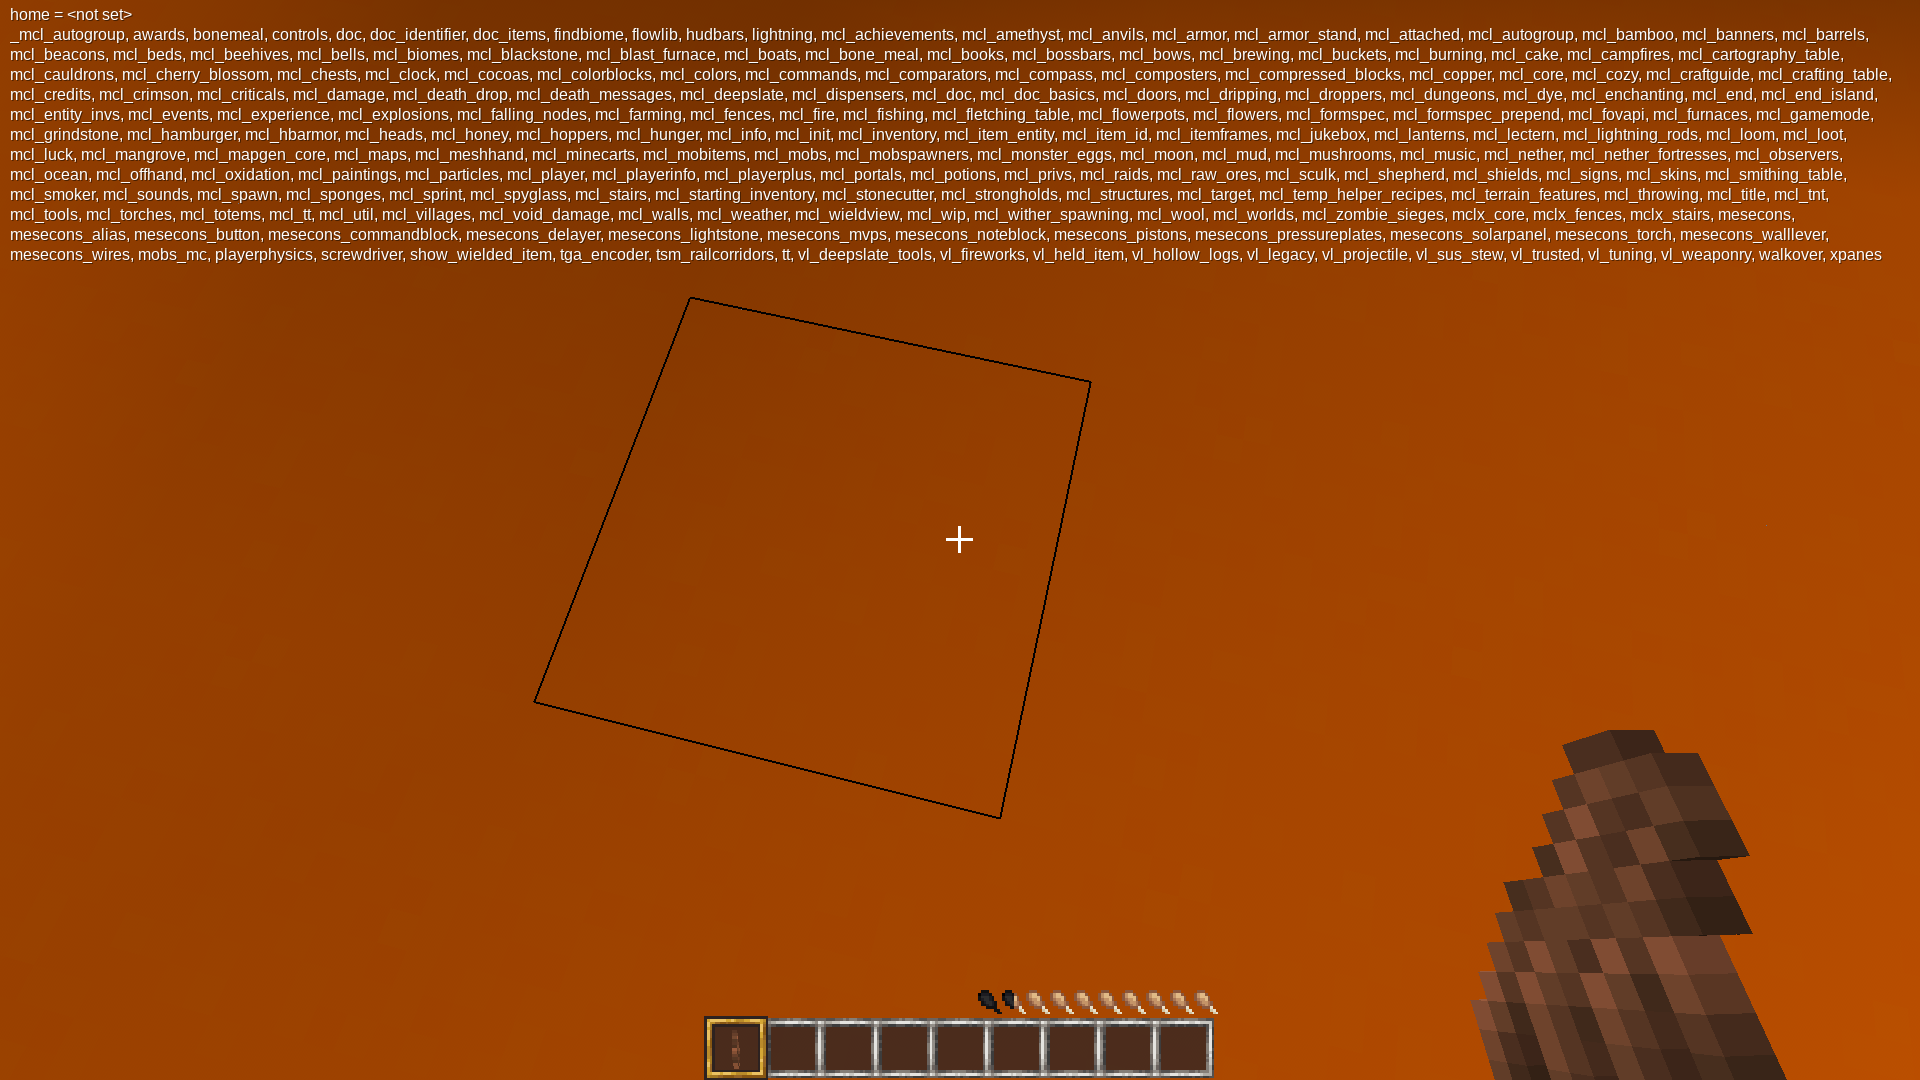 home = <not set>
_mcl_autogroup, awards, bonemeal, controls, doc, doc_identifier, doc_items, findbiome, flowlib, hudbars, lightning, mcl_achievements, mcl_amethyst, mcl_anvils, mcl_armor, mcl_armor_stand, mcl_attached, mcl_autogroup, mcl_bamboo, mcl_banners, mcl_barrels,
mcl_beacons, mcl_beds, mcl_beehives, mcl_bells, mcl_biomes, mcl_blackstone, mcl_blast_furnace, mcl_boats, mcl_bone_meal, mcl_books, mcl_bossbars, mcl_bows, mcl_brewing, mcl_buckets, mcl_burning, mcl_cake, mcl_campfires, mcl_cartography_table,
mcl_cauldrons, mcl_cherry_blossom, mcl_chests, mcl_clock, mcl_cocoas, mcl_colorblocks, mcl_colors, mcl_commands, mcl_comparators, mcl_compass, mcl_composters, mcl_compressed_blocks, mcl_copper, mcl_core, mcl_cozy, mcl_craftguide, mcl_crafting_table,
mcl_credits, mcl_crimson, mcl_criticals, mcl_damage, mcl_death_drop, mcl_death_messages, mcl_deepslate, mcl_dispensers, mcl_doc, mcl_doc_basics, mcl_doors, mcl_dripping, mcl_droppers, mcl_dungeons, mcl_dye, mcl_enchanting, mcl_end, mcl_end_island,
mcl_entity_invs, mcl_events, mcl_experience, mcl_explosions, mcl_falling_nodes, mcl_farming, mcl_fences, mcl_fire, mcl_fishing, mcl_fletching_table, mcl_flowerpots, mcl_flowers, mcl_formspec, mcl_formspec_prepend, mcl_fovapi, mcl_furnaces, mcl_gamemode,
mcl_grindstone, mcl_hamburger, mcl_hbarmor, mcl_heads, mcl_honey, mcl_hoppers, mcl_hunger, mcl_info, mcl_init, mcl_inventory, mcl_item_entity, mcl_item_id, mcl_itemframes, mcl_jukebox, mcl_lanterns, mcl_lectern, mcl_lightning_rods, mcl_loom, mcl_loot,
mcl_luck, mcl_mangrove, mcl_mapgen_core, mcl_maps, mcl_meshhand, mcl_minecarts, mcl_mobitems, mcl_mobs, mcl_mobspawners, mcl_monster_eggs, mcl_moon, mcl_mud, mcl_mushrooms, mcl_music, mcl_nether, mcl_nether_fortresses, mcl_observers,
mcl_ocean, mcl_offhand, mcl_oxidation, mcl_paintings, mcl_particles, mcl_player, mcl_playerinfo, mcl_playerplus, mcl_portals, mcl_potions, mcl_privs, mcl_raids, mcl_raw_ores, mcl_sculk, mcl_shepherd, mcl_shields, mcl_signs, mcl_skins, mcl_smithing_table,
mcl_smoker, mcl_sounds, mcl_spawn, mcl_sponges, mcl_sprint, mcl_spyglass, mcl_stairs, mcl_starting_inventory, mcl_stonecutter, mcl_strongholds, mcl_structures, mcl_target, mcl_temp_helper_recipes, mcl_terrain_features, mcl_throwing, mcl_title, mcl_tnt,
mcl_tools, mcl_torches, mcl_totems, mcl_tt, mcl_util, mcl_villages, mcl_void_damage, mcl_walls, mcl_weather, mcl_wieldview, mcl_wip, mcl_wither_spawning, mcl_wool, mcl_worlds, mcl_zombie_sieges, mclx_core, mclx_fences, mclx_stairs, mesecons,
mesecons_alias, mesecons_button, mesecons_commandblock, mesecons_delayer, mesecons_lightstone, mesecons_mvps, mesecons_noteblock, mesecons_pistons, mesecons_pressureplates, mesecons_solarpanel, mesecons_torch, mesecons_walllever,
mesecons_wires, mobs_mc, playerphysics, screwdriver, show_wielded_item, tga_encoder, tsm_railcorridors, tt, vl_deepslate_tools, vl_fireworks, vl_held_item, vl_hollow_logs, vl_legacy, vl_projectile, vl_sus_stew, vl_trusted, vl_tuning, vl_weaponry, walkover, xpanes